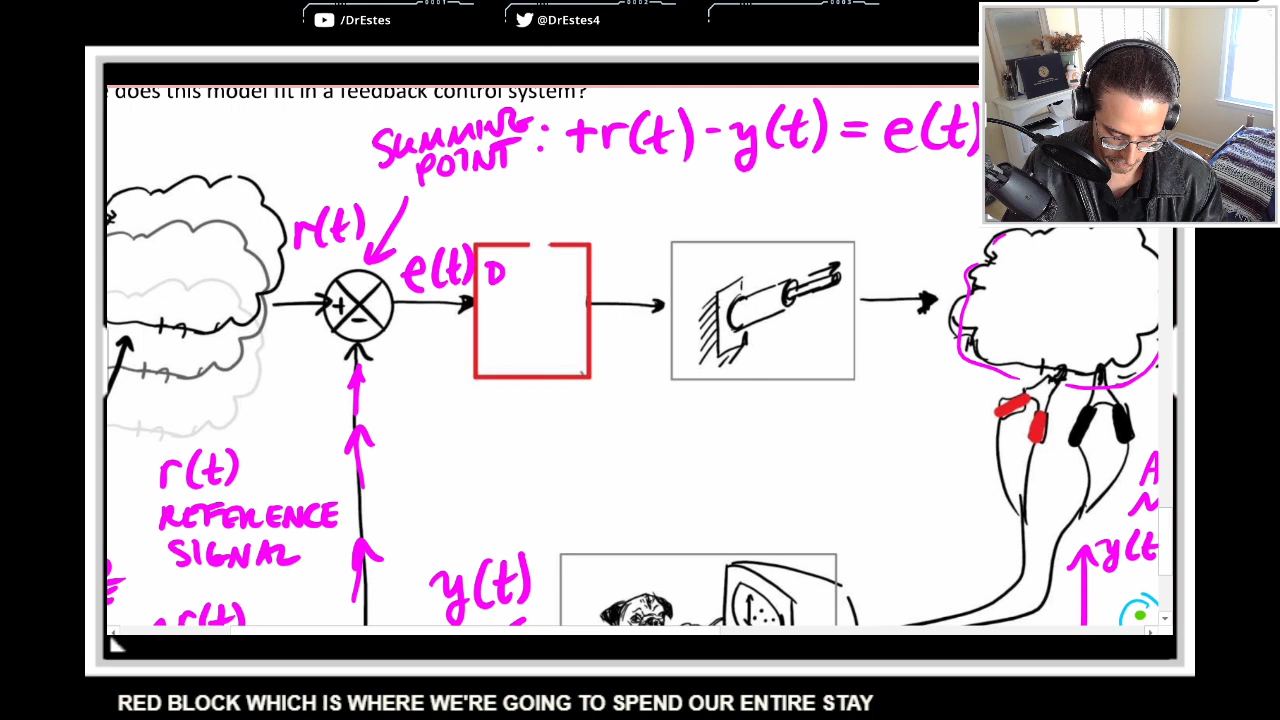 /DrEstes
@DrEstes4
does this model fit in a feedback control system?
SUMMING POINT : +r(t) - y(t) = e(t)
r(t)
e(t)
+
-
r(t)
REFERENCE
SIGNAL
y(t)
y(t
r(t)
A
RED BLOCK WHICH IS WHERE WE'RE GOING TO SPEND OUR ENTIRE STAY